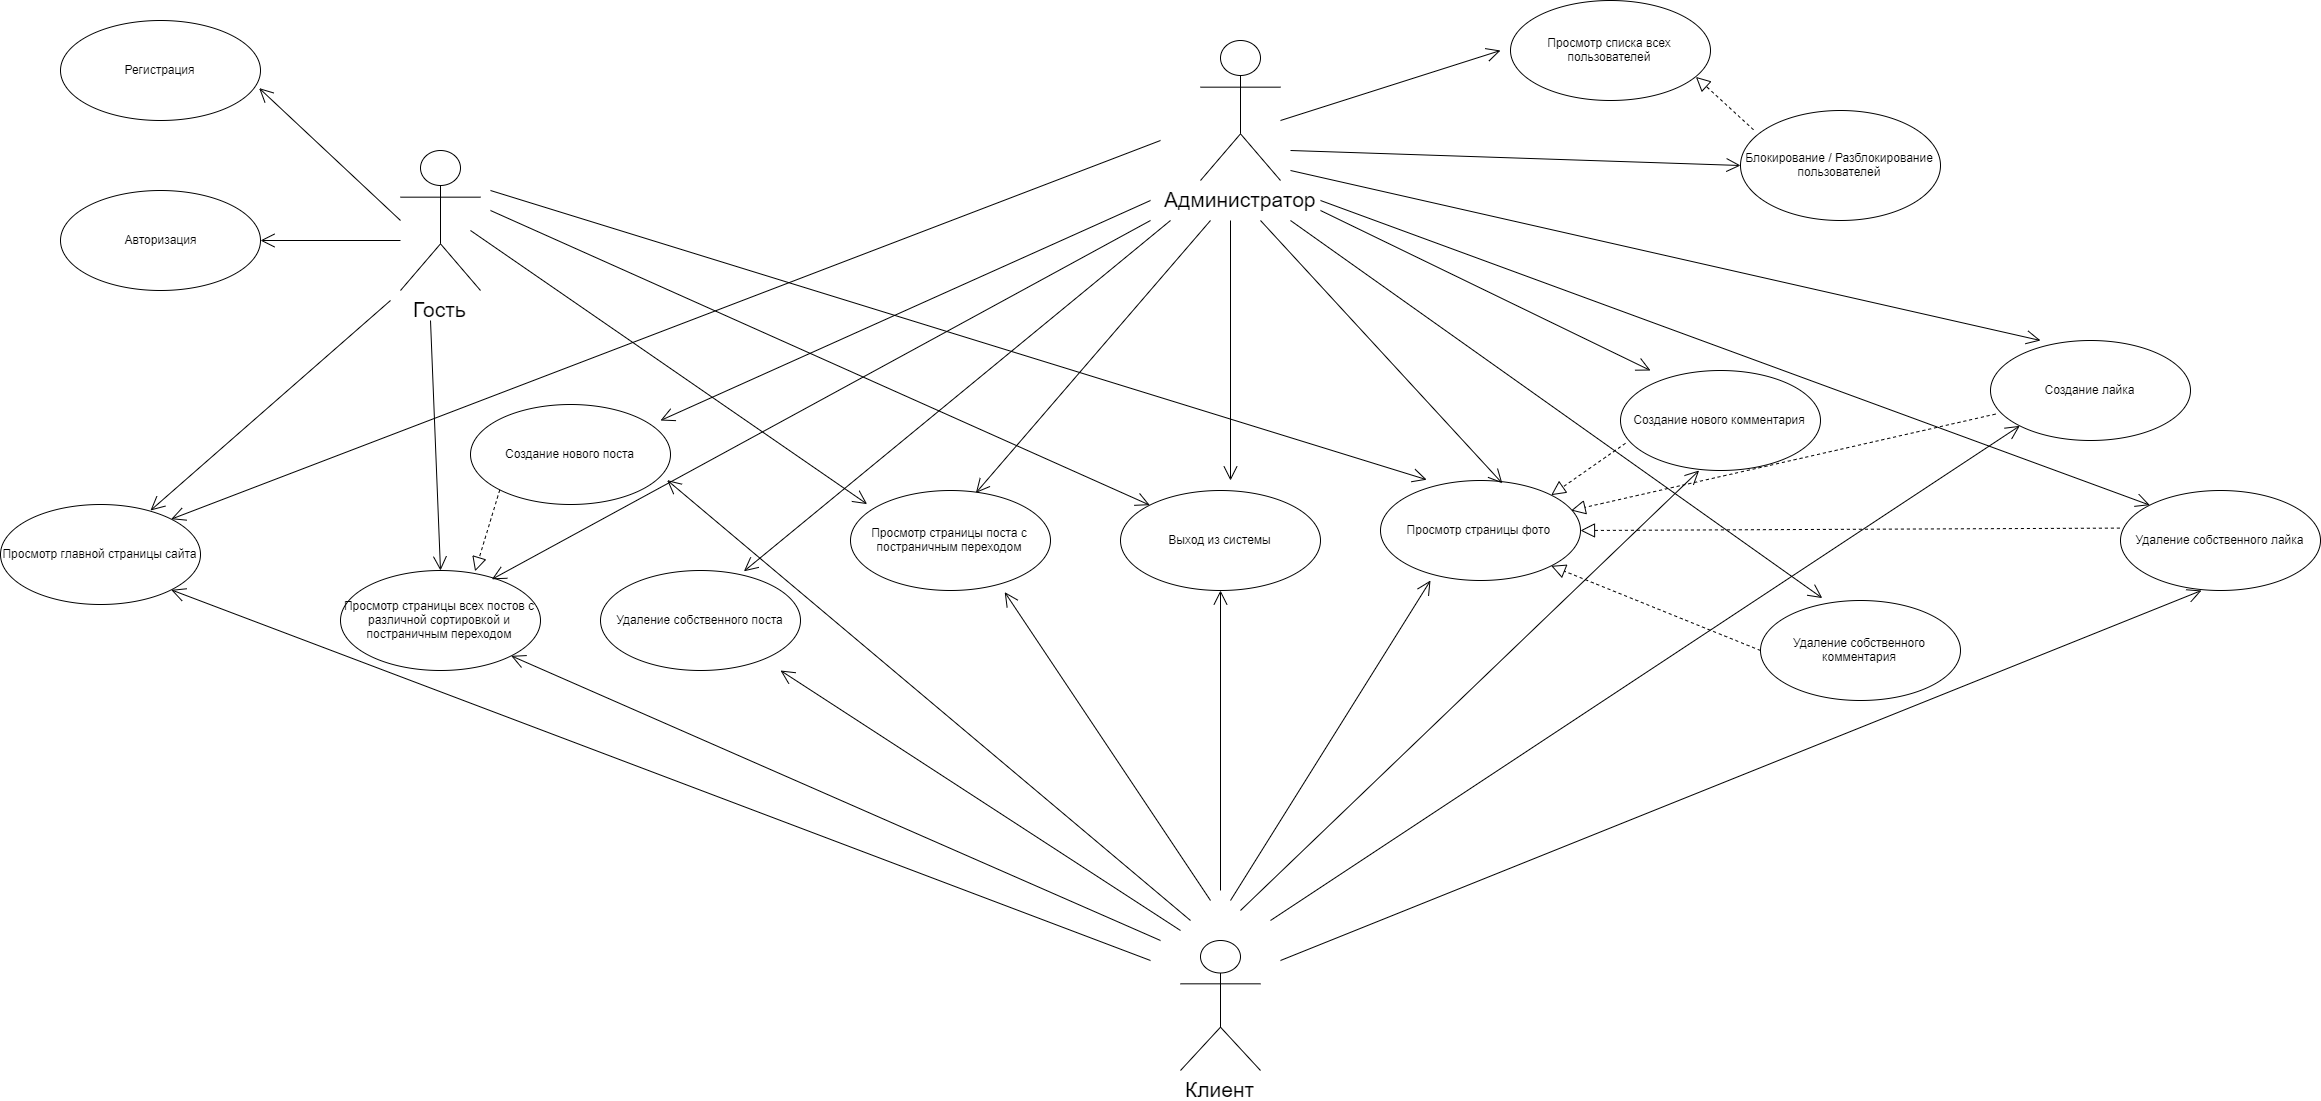 Просмотр списка всех
пользователей
Регистрация
Блокирование / Разблокирование
пользователей
Администратор
Авторизация
Гость
Создание лайка
Создание нового комментария
Создание нового поста
Просмотр страницы фото
Просмотр страницы поста с
постраничным переходом
Выход из системы
Удаление собственного лайка
Просмотр главной страницы сайта
Просмотр страницы всех постов с
различной сортировкой и
постраничным переходом
Удаление собственного поста
Удаление собственного
комментария
Клиент